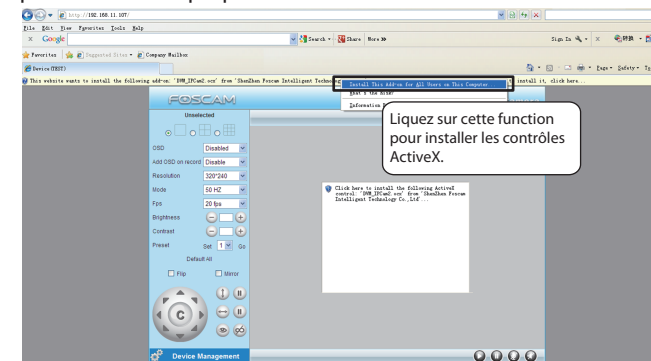 http://192.168.11.107/
File Edit View Favorites Tools Help
x Google Search Share More >> Sign In
Favorites Suggested Sites Company Mailbox
Device(TEST) Page Safety
This website wants to install the following add-on: 'DVM_IPCam2.ocx' from 'ShenZhen Foscam Intelligent install it, click here...
Install This Add-on for All Users on This Computer...
What's the Risk?
Information
FOSCAM
Unselected
Liquez sur cette function
pour installer les contrôles
ActiveX.
OSD Disabled
Add OSD on record Disable
Resolution 320*240
Mode 50 HZ
Fps 20 fps
Brightness
Contrast
Preset Set 1 Go
Default All
Flip Mirror
C
Device Management
Click here to install the following ActiveX
control: 'DVM_IPCam2.ocx' from 'ShenZhen Foscam
Intelligent Technology Co.,Ltd'...